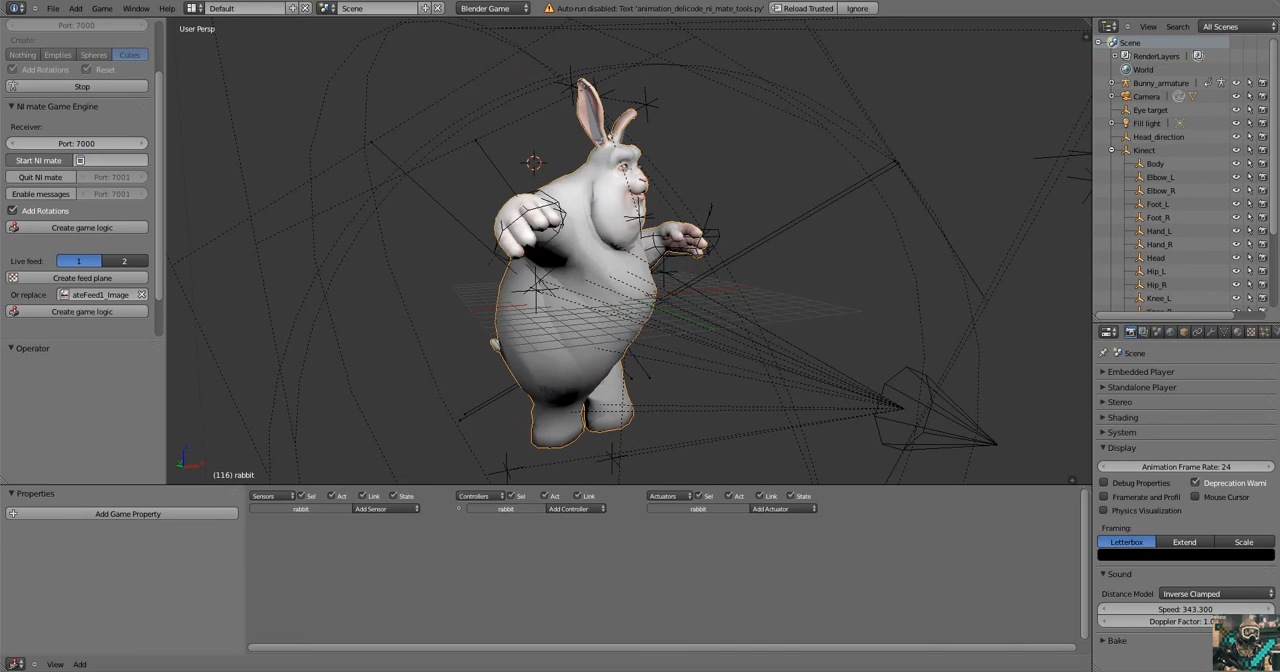 File Add Game Window Help Default Scene Blender Game Auto-run disabled: Text 'animation_delicode_ni_mate_tools.py' Reload Trusted Ignore
Port: 7000
Create:
Nothing Empties Spheres Cubes
Add Rotations Reset
Stop
NI mate Game Engine
Receiver:
Port: 7000
Start NI mate
Quit NI mate Port: 7001
Enable messages Port: 7001
Add Rotations
Create game logic
Live feed: 1 2
Create feed plane
Or replace ateFeed1_Image
Create game logic
Operator
User Persp
(116) rabbit
View Search All Scenes
Scene
RenderLayers
World
Bunny_armature
Camera
Eye target
Fill light
Head_direction
Kinect
Body
Elbow_L
Elbow_R
Foot_L
Foot_R
Hand_L
Hand_R
Head
Hip_L
Hip_R
Knee_L
Scene
Embedded Player
Standalone Player
Stereo
Shading
System
Display
Animation Frame Rate: 24
Debug Properties Deprecation Warni
Framerate and Profil Mouse Cursor
Physics Visualization
Framing:
Letterbox Extend Scale
Sound
Distance Model Inverse Clamped
Speed: 343.300
Doppler Factor: 1.0
Bake
Properties
Add Game Property
Sensors Sel Act Link State Controllers Sel Act Link Actuators Sel Act Link State
rabbit Add Sensor rabbit Add Controller rabbit Add Actuator
View Add